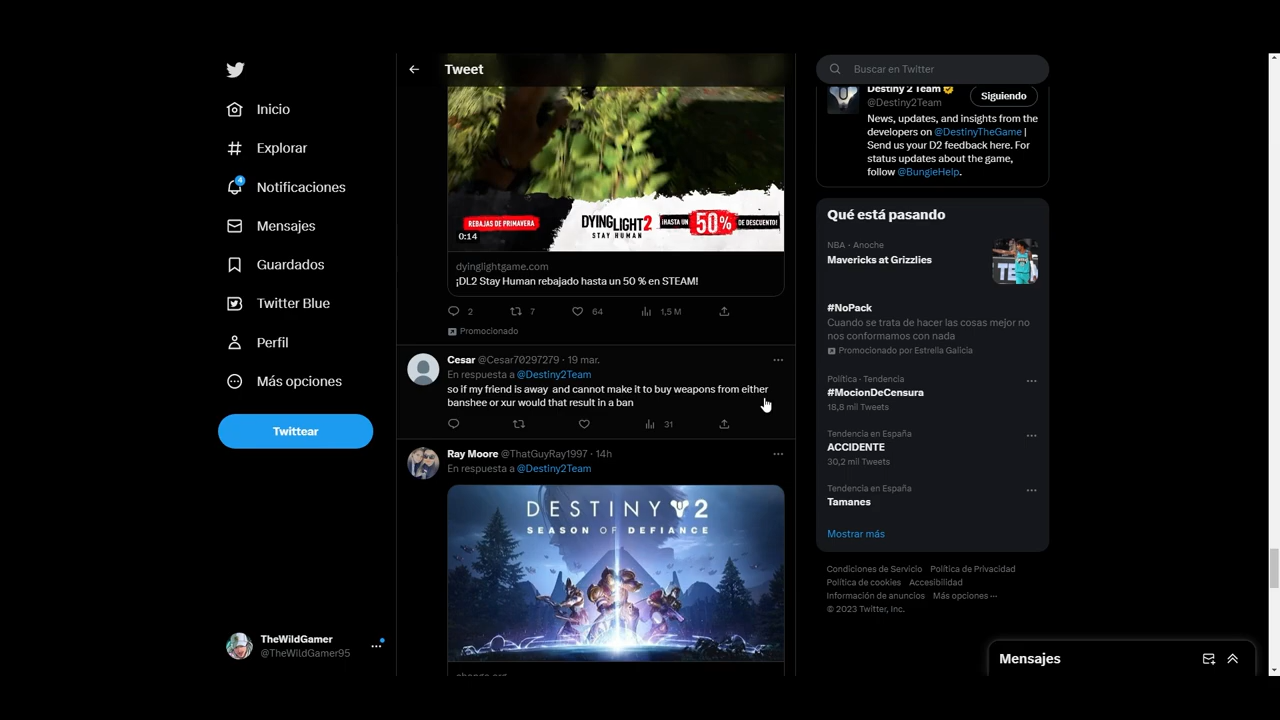 Inicio
Explorar
4
Notificaciones
Mensajes
Guardados
Twitter Blue
Perfil
Más opciones
Twittear
TheWildGamer
@TheWildGamer95
Tweet
REBAJAS DE PRIMAVERA
DYINGLIGHT2
STAY HUMAN
¡HASTA UN 50% DE DESCUENTO!
0:14
dyinglightgame.com
¡DL2 Stay Human rebajado hasta un 50 % en STEAM!
2 7 64 1,5 M
Promocionado
Cesar @Cesar70297279 · 19 mar.
En respuesta a @Destiny2Team
so if my friend is away and cannot make it to buy weapons from either
banshee or xur would that result in a ban
31
Ray Moore @ThatGuyRay1997 · 14h
En respuesta a @Destiny2Team
DESTINY 2
SEASON OF DEFIANCE
change.org
Buscar en Twitter
Destiny 2 Team
@Destiny2Team
Siguiendo
News, updates, and insights from the
developers on @DestinyTheGame |
Send us your D2 feedback here. For
status updates about the game,
follow @BungieHelp.
Qué está pasando
NBA · Anoche
Mavericks at Grizzlies
#NoPack
Cuando se trata de hacer las cosas mejor no
nos conformamos con nada
Promocionado por Estrella Galicia
Política · Tendencia
#MocionDeCensura
18,8 mil Tweets
Tendencia en España
ACCIDENTE
30,2 mil Tweets
Tendencia en España
Tamanes
Mostrar más
Condiciones de Servicio Política de Privacidad
Política de cookies Accesibilidad
Información de anuncios Más opciones ···
© 2023 Twitter, Inc.
Mensajes